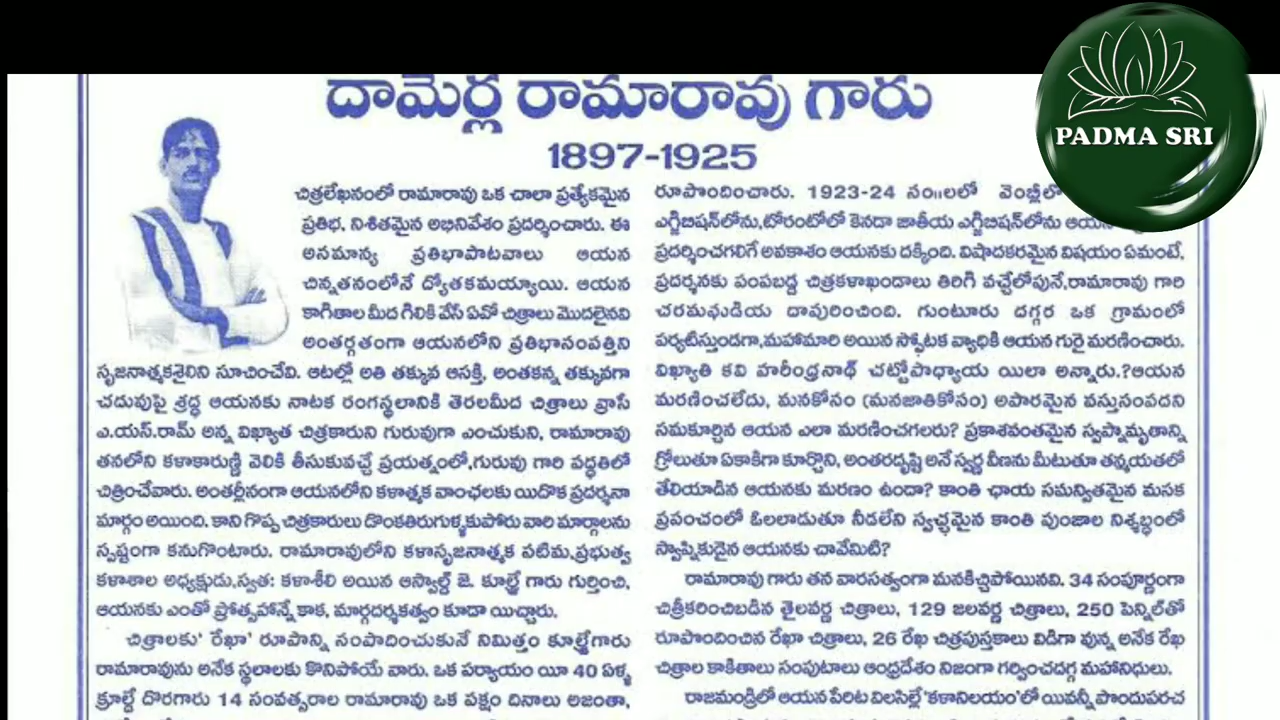 దామెర్ల రామారావు గారు
1897-1925
PADMA SRI
చిత్రలేఖనంలో రామారావు ఒక చాలా ప్రత్యేకమైన
ప్రతిభ, నిశితమైన అభినివేశం ప్రదర్శించారు. ఈ
అసమాన్య ప్రతిభాపాటవాలు ఆయన
చిన్నతనంలోనే ద్యోతకమయ్యాయి. ఆయన
కాగితాల మీద గిలికి వేసే ఏవో చిత్రాలు మొదలైనవి
అంతర్గతంగా ఆయనలోని ప్రతిభాసంపత్తిని
సృజనాత్మకశైలిని సూచించేవి. ఆటల్లో అతి తక్కువ ఆసక్తి, అంతకన్న తక్కువగా
చదువుపై శ్రద్ధ ఆయనకు నాటక రంగస్థలానికి తెరలమీద చిత్రాలు వ్రాసే
ఎ.యస్.రామ్ అన్న విఖ్యాత చిత్రకారుని గురువుగా ఎంచుకుని, రామారావు
తనలోని కళాకారుణ్ణి వెలికి తీసుకువచ్చే ప్రయత్నంలో,గురువు గారి పద్ధతిలో
చిత్రించేవారు. అంతర్లీనంగా ఆయనలోని కళాత్మక వాంఛలకు యిదొక ప్రదర్శనా
మార్గం అయింది. కాని గొప్ప చిత్రకారులు డొంకతిరుగుళ్ళకుపోరు వారి మార్గాలను
స్పష్టంగా కనుగొంటారు. రామారావులోని కళాసృజనాత్మక పటిమ,ప్రభుత్వ
కళాశాల అధ్యక్షుడు,స్వత: కళాశీలి అయిన ఆస్వాల్డ్ జె. కూల్డ్రే గారు గుర్తించి,
ఆయనకు ఎంతో ప్రోత్సహాన్నే కాక, మార్గదర్శకత్వం కూడా యిచ్చారు.
చిత్రాలకు' రేఖా' రూపాన్ని సంపాదించుకునే నిమిత్తం కూల్డ్రేగారు
రామారావును అనేక స్థలాలకు కొనిపోయే వారు. ఒక పర్యాయం యీ 40 ఏళ్ళ
క్రూల్డే దొరగారు 14 సంవత్సరాల రామారావు ఒక పక్షం దినాలు అజంతా,
రూపొందించారు. 1923-24 సం॥లలో వెంబ్లీలో
ఎగ్జిబిషన్‌లోను,టోరంటోలో కెనడా జాతీయ ఎగ్జిబిషన్‌లోను
ప్రదర్శించగలిగే అవకాశం ఆయనకు దక్కింది. విషాదకరమైన విషయం ఏమంటే,
ప్రదర్శనకు పంపబడ్డ చిత్రకళాఖండాలు తిరిగి వచ్చేలోపునే,రామారావు గారి
చరమఘడియ దాపురించింది. గుంటూరు దగ్గర ఒక గ్రామంలో
పర్యటిస్తుండగా,మహామారి అయిన స్ఫోటక వ్యాధికి ఆయన గురై మరణించారు.
విఖ్యాతి కవి హరీంద్రనాథ్ చట్టోపాధ్యాయ యిలా అన్నారు.?ఆయన
మరణించలేదు, మనకోసం (మనజాతికోసం) అపారమైన వస్తుసంపదని
సమకూర్చిన ఆయన ఎలా మరణించగలరు? ప్రకాశవంతమైన స్వప్నామృతాన్ని
గ్రోలుతూ ఏకాకిగా కూర్చొని, అంతరదృష్టి అనే స్వర్ణ వీణను మీటుతూ తన్మయతలో
తేలియాడిన ఆయనకు మరణం ఉందా? కాంతి ఛాయ సమన్వితమైన మసక
ప్రపంచంలో ఓలలాడుతూ నీడలేని స్వచ్ఛమైన కాంతి పుంజాల నిశ్శబ్దంలో
స్వాప్నికుడైన ఆయనకు చావేమిటి?
రామారావు గారు తన వారసత్వంగా మనకిచ్చిపోయినవి. 34 సంపూర్ణంగా
చిత్రీకరించిబడిన తైలవర్ణ చిత్రాలు, 129 జలవర్ణ చిత్రాలు, 250 పెన్సిల్‌తో
రూపొందించిన రేఖా చిత్రాలు, 26 రేఖ చిత్రపుస్తకాలు విడిగా వున్న అనేక రేఖ
చిత్రాల కాకితాలు సంపుటాలు ఆంధ్రదేశం నిజంగా గర్వించదగ్గ మహానిధులు.
రాజమండ్రిలో ఆయన పేరిట విలసిల్లే 'కళానిలయం'లో యివన్నీ పొందుపరచ